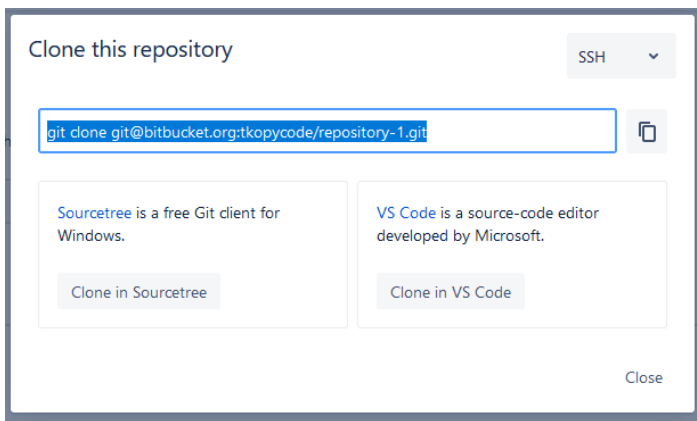 Clone this repository
SSH
git clone git@bitbucket.org:tkopycode/repository-1.git
Sourcetree is a free Git client for
Windows.
Clone in Sourcetree
VS Code is a source-code editor
developed by Microsoft.
Clone in VS Code
Close